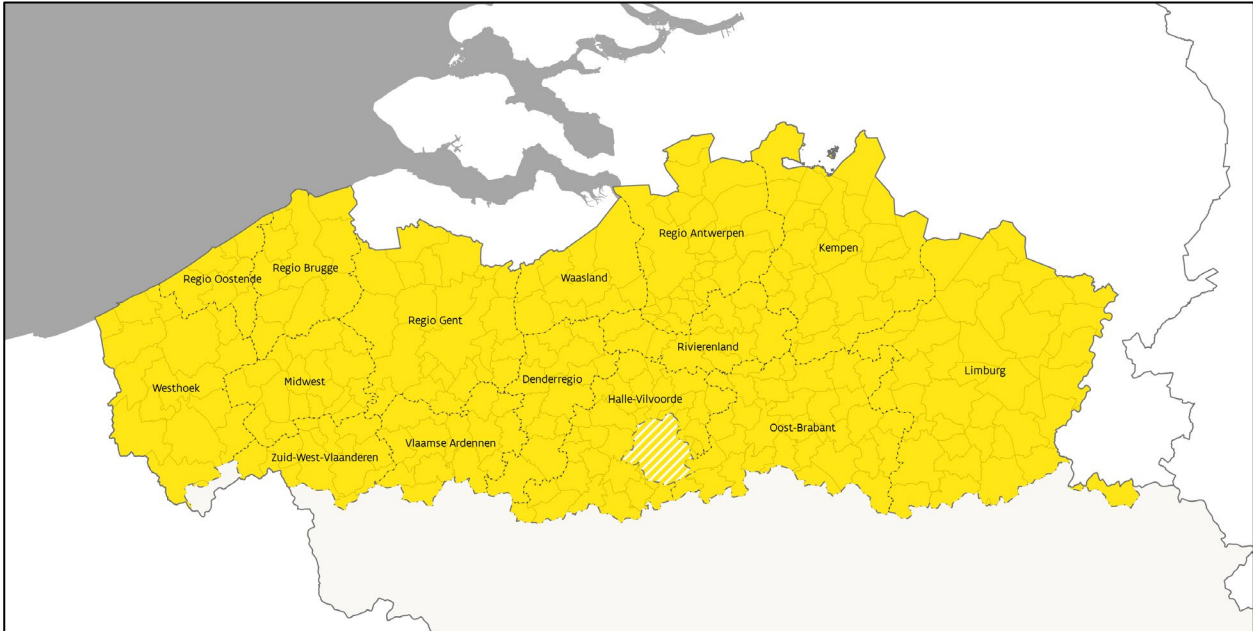 Regio Antwerpen
Kempen
Regio Brugge
Regio Oostende
Waasland
Regio Gent
Rivierenland
Limburg
Denderregio
Midwest
Westhoek
Halle-Vilvoorde
Oost-Brabant
Vlaamse Ardennen
Zuid-West-Vlaanderen